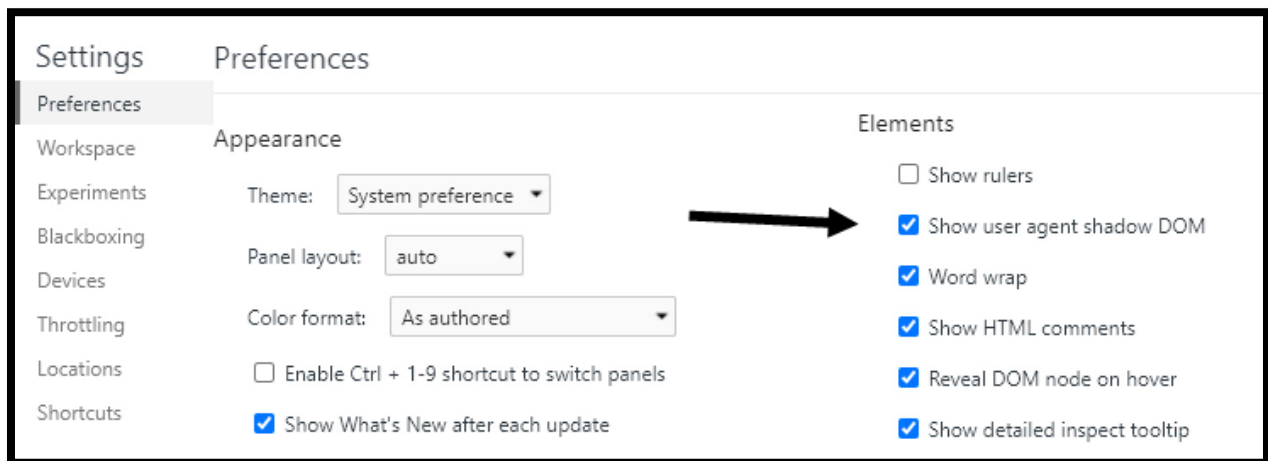 Settings
Preferences
Workspace
Experiments
Blackboxing
Devices
Throttling
Locations
Shortcuts
Preferences
Appearance
Theme: System preference
Panel layout: auto
Color format: As authored
Enable Ctrl + 1-9 shortcut to switch panels
Show What's New after each update
Elements
Show rulers
Show user agent shadow DOM
Word wrap
Show HTML comments
Reveal DOM node on hover
Show detailed inspect tooltip